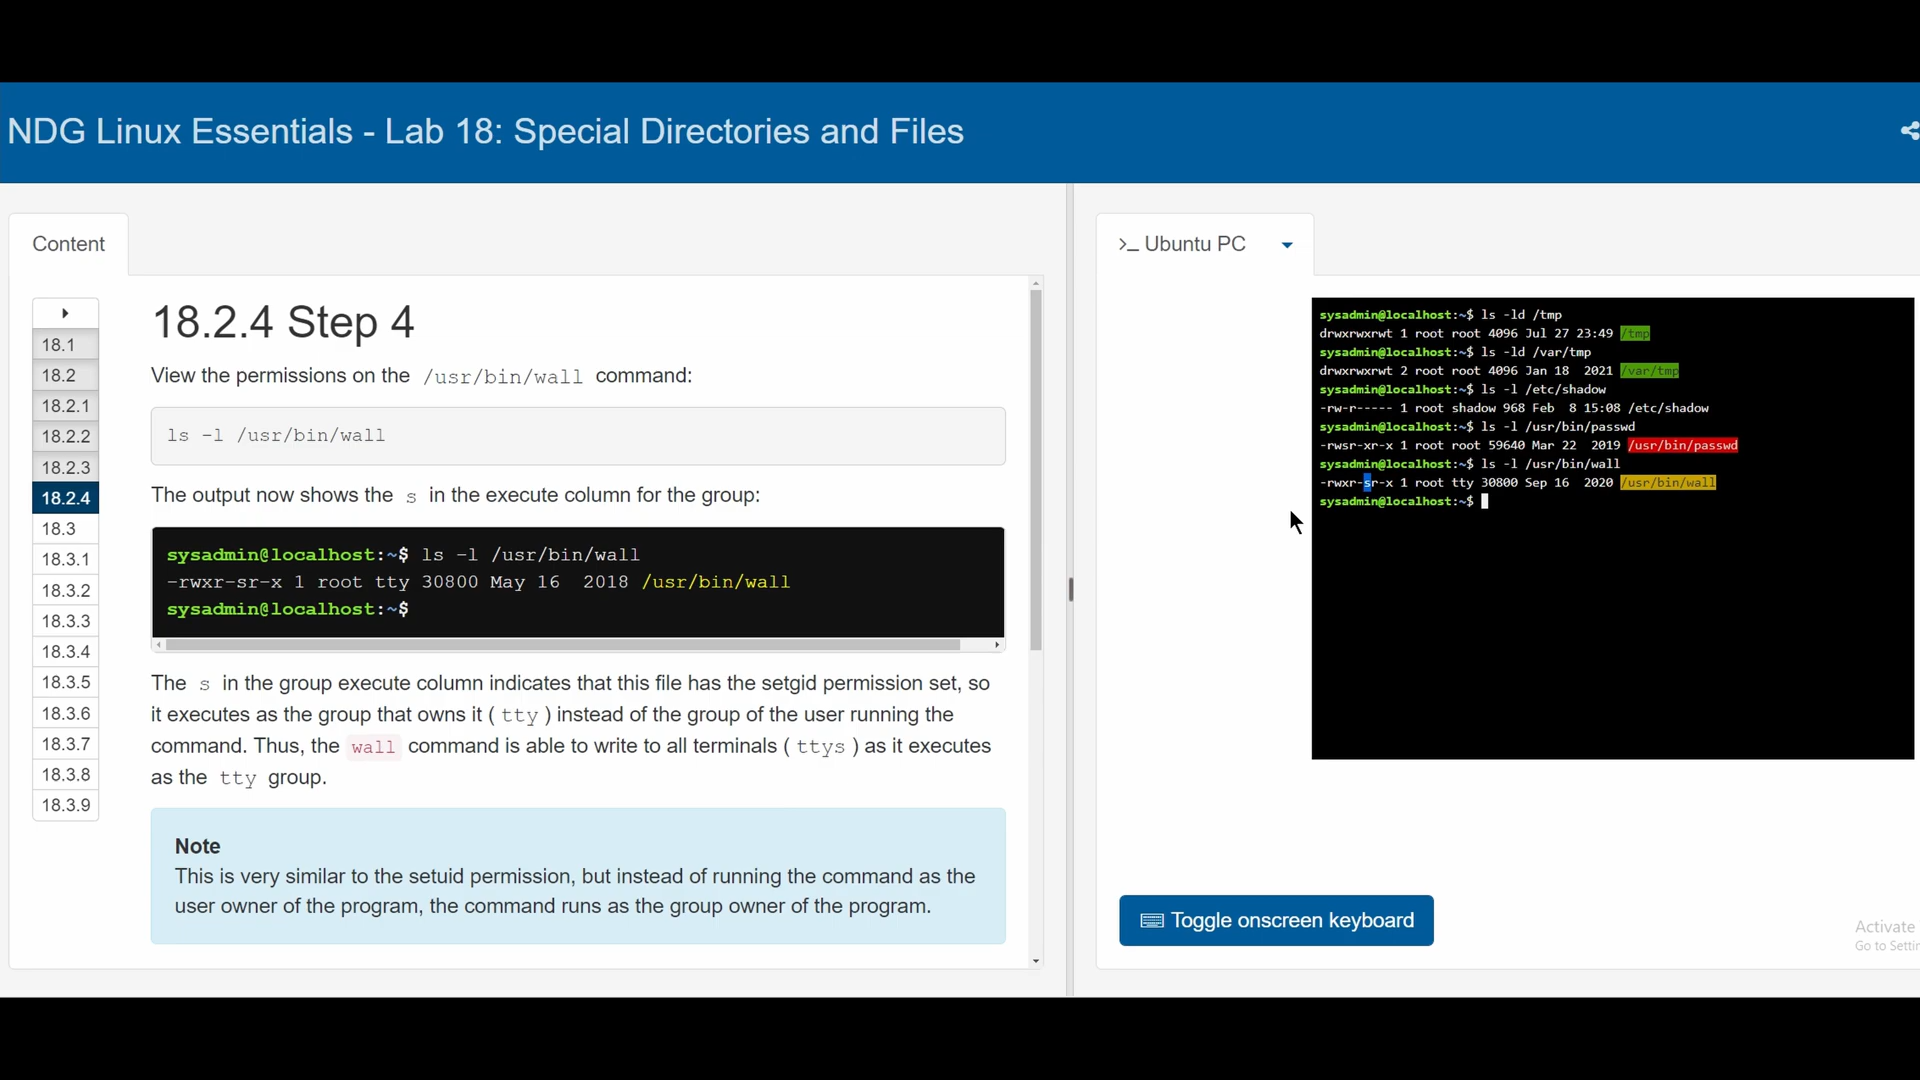 NDG Linux Essentials - Lab 18: Special Directories and Files
Content
18.1
18.2
18.2.1
18.2.2
18.2.3
18.2.4
18.3
18.3.1
18.3.2
18.3.3
18.3.4
18.3.5
18.3.6
18.3.7
18.3.8
18.3.9
18.2.4 Step 4
View the permissions on the /usr/bin/wall command:
ls -l /usr/bin/wall
The output now shows the s in the execute column for the group:
sysadmin@localhost:~$ ls -l /usr/bin/wall
-rwxr-sr-x 1 root tty 30800 May 16  2018 /usr/bin/wall
sysadmin@localhost:~$
The s in the group execute column indicates that this file has the setgid permission set, so
it executes as the group that owns it ( tty ) instead of the group of the user running the
command. Thus, the wall command is able to write to all terminals ( ttys ) as it executes
as the tty group.
Note
This is very similar to the setuid permission, but instead of running the command as the
user owner of the program, the command runs as the group owner of the program.
>_ Ubuntu PC
sysadmin@localhost:~$ ls -ld /tmp
drwxrwxrwt 1 root root 4096 Jul 27 23:49 /tmp
sysadmin@localhost:~$ ls -ld /var/tmp
drwxrwxrwt 2 root root 4096 Jan 18  2021 /var/tmp
sysadmin@localhost:~$ ls -l /etc/shadow
-rw-r----- 1 root shadow 968 Feb  8 15:08 /etc/shadow
sysadmin@localhost:~$ ls -l /usr/bin/passwd
-rwsr-xr-x 1 root root 59640 Mar 22  2019 /usr/bin/passwd
sysadmin@localhost:~$ ls -l /usr/bin/wall
-rwxr-sr-x 1 root tty 30800 Sep 16  2020 /usr/bin/wall
sysadmin@localhost:~$
Toggle onscreen keyboard
Activate
Go to Settin